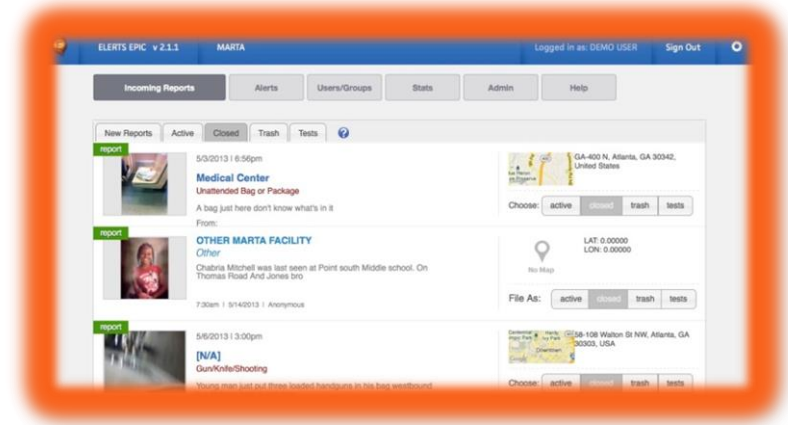 ELERTS EPIC v 2.1.1 MARTA Logged in as: DEMO USER Sign Out
Incoming Reports Alerts Users/Groups Stats Admin Help
New Reports Active Closed Trash Tests ?
report
5/3/2013 | 6:56pm
Medical Center
Unattended Bag or Package
A bag just here don't know what's in it
From:
GA-400 N, Atlanta, GA 30342,
United States
Choose: active closed trash tests
report
OTHER MARTA FACILITY
Other
Chabria Mitchell was last seen at Point south Middle school. On
Thomas Road And Jones bro
7:30am | 5/14/2013 | Anonymous
No Map
LAT: 0.00000
LON: 0.00000
File As: active closed trash tests
report
5/6/2013 | 3:00pm
[N/A]
Gun/Knife/Shooting
Young man just put three loaded handguns in his bag westbound
58-108 Walton St NW, Atlanta, GA
30303, USA
Choose: active closed trash tests